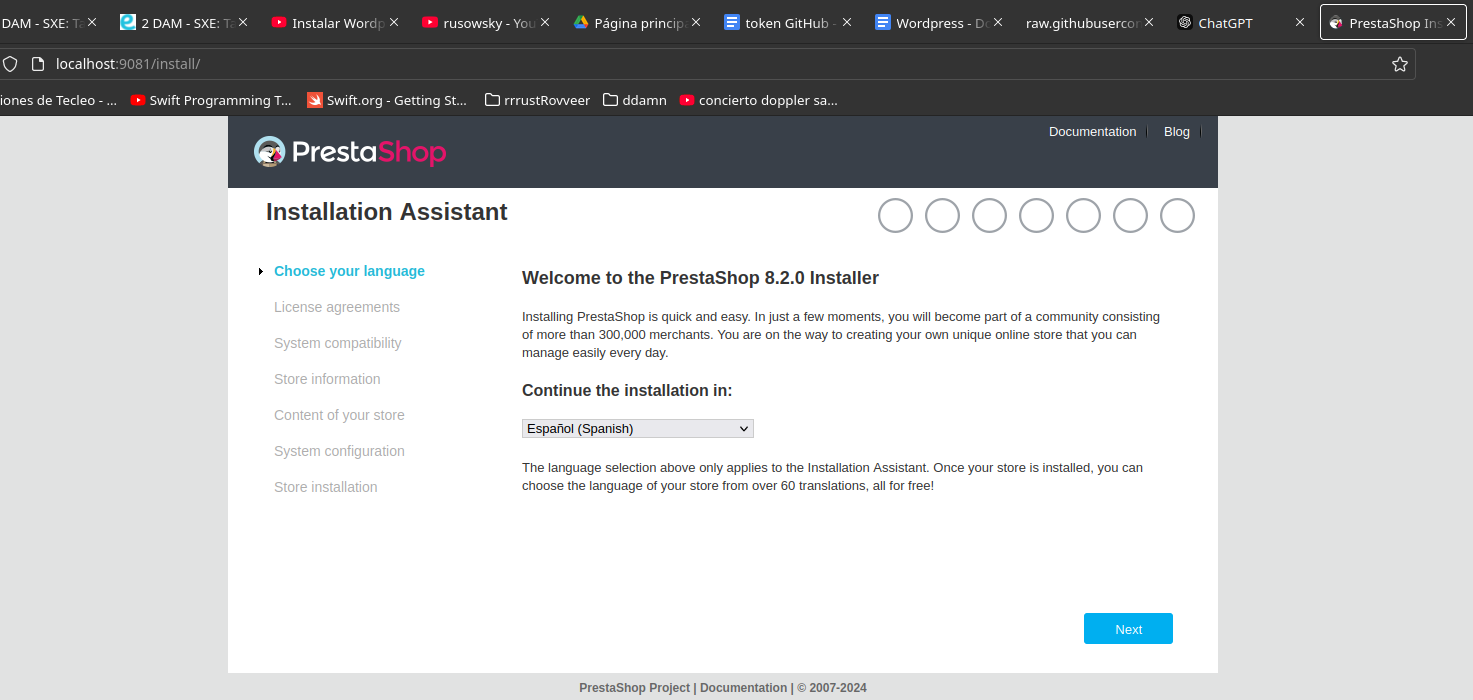 DAM - SXE: Ta
2 DAM - SXE: Ta
Instalar Wordp
rusowsky - You
Página princip
token GitHub -
Wordpress - Do
raw.githubusercor
ChatGPT
PrestaShop Ins
localhost:9081/install/
iones de Tecleo - ...
Swift Programming T...
Swift.org - Getting St...
rrrustRovveer
ddamn
concierto doppler sa...
Documentation
Blog
PrestaShop
Installation Assistant
Choose your language
License agreements
System compatibility
Store information
Content of your store
System configuration
Store installation
Welcome to the PrestaShop 8.2.0 Installer
Installing PrestaShop is quick and easy. In just a few moments, you will become part of a community consisting
of more than 300,000 merchants. You are on the way to creating your own unique online store that you can
manage easily every day.
Continue the installation in:
Español (Spanish)
The language selection above only applies to the Installation Assistant. Once your store is installed, you can
choose the language of your store from over 60 translations, all for free!
Next
PrestaShop Project | Documentation | © 2007-2024